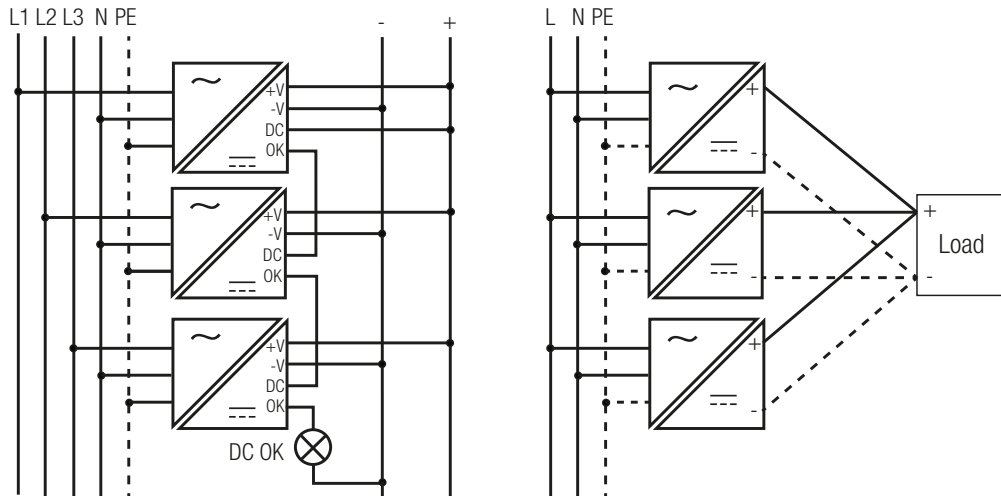 L1 L2 L3 N PE - +
+V
-V
DC
OK
+V
-V
DC
OK
+V
-V
DC
OK
DC OK
L N PE
+
-
+
-
+
-
+
Load
-